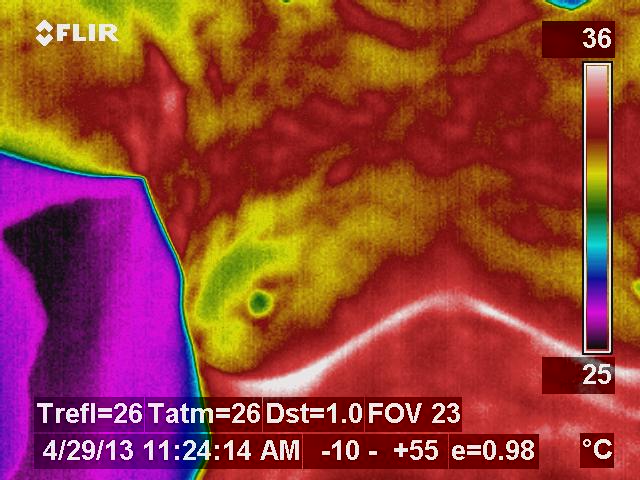 FLIR
36
25
Trefl=26 Tatm=26 Dst=1.0 FOV 23
4/29/13 11:24:14 AM -10 - +55 e=0.98 °C